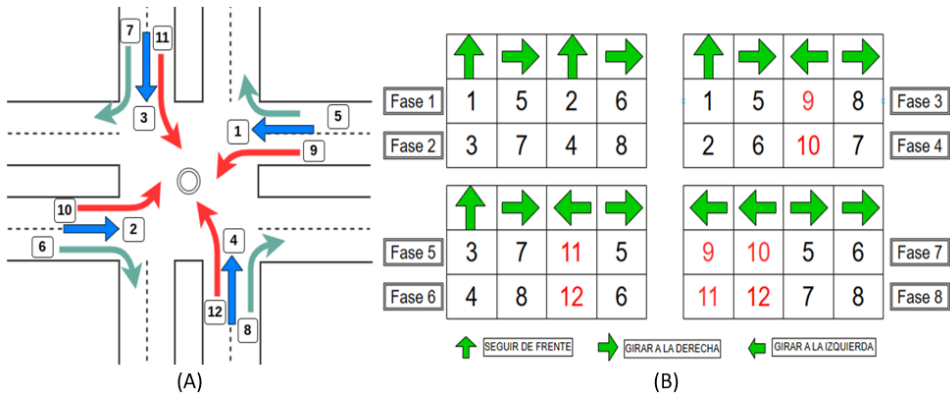 7
11
3
5
1
9
10
2
6
4
12
8
(A)
Fase 1 1 5 2 6
Fase 2 3 7 4 8
1 5 9 8 Fase 3
2 6 10 7 Fase 4
Fase 5 3 7 11 5
Fase 6 4 8 12 6
9 10 5 6 Fase 7
11 12 7 8 Fase 8
SEGUIR DE FRENTE GIRAR A LA DERECHA GIRAR A LA IZQUIERDA
(B)